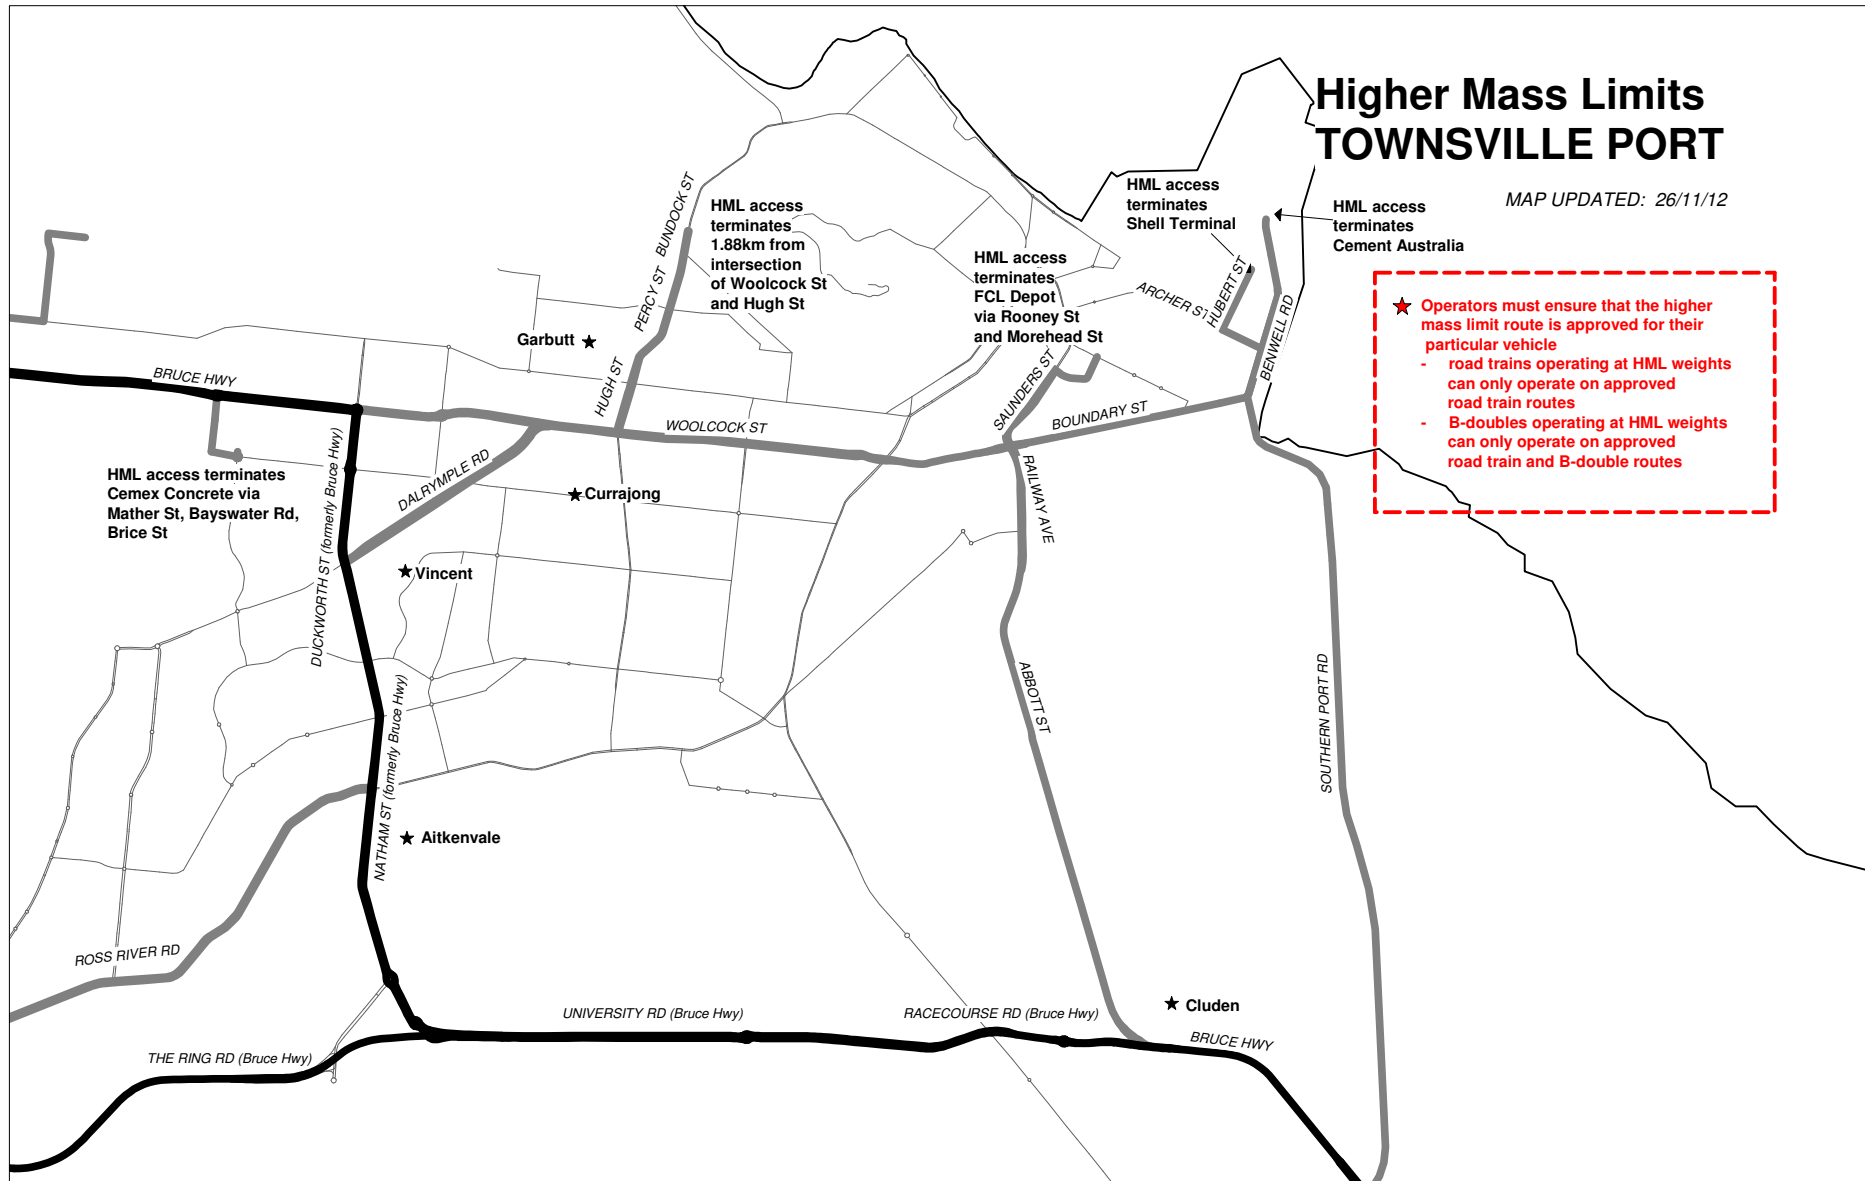 Higher Mass Limits
TOWNSVILLE PORT
MAP UPDATED: 26/11/12
HML access
terminates
Shell Terminal
HML access
terminates
Cement Australia
HML access
terminates
1.88km from
intersection
of Woolcock St
and Hugh St
HML access
terminates
FCL Depot
via Rooney St
and Morehead St
★ Operators must ensure that the higher
mass limit route is approved for their
particular vehicle
- road trains operating at HML weights
can only operate on approved
road train routes
- B-doubles operating at HML weights
can only operate on approved
road train and B-double routes
BUNDOCK ST
PERCY ST
HUGH ST
ARCHER ST
HUBERT ST
BENWELL RD
Garbutt
BRUCE HWY
WOOLCOCK ST
SAUNDERS ST
BOUNDARY ST
HML access terminates
Cemex Concrete via
Mather St, Bayswater Rd,
Brice St
DUCKWORTH ST (formerly Bruce Hwy)
DALRYMPLE RD
Currajong
RAILWAY AVE
Vincent
ABBOTT ST
SOUTHERN PORT RD
NATHAM ST (formerly Bruce Hwy)
Aitkenvale
ROSS RIVER RD
UNIVERSITY RD (Bruce Hwy)
RACECOURSE RD (Bruce Hwy)
Cluden
BRUCE HWY
THE RING RD (Bruce Hwy)